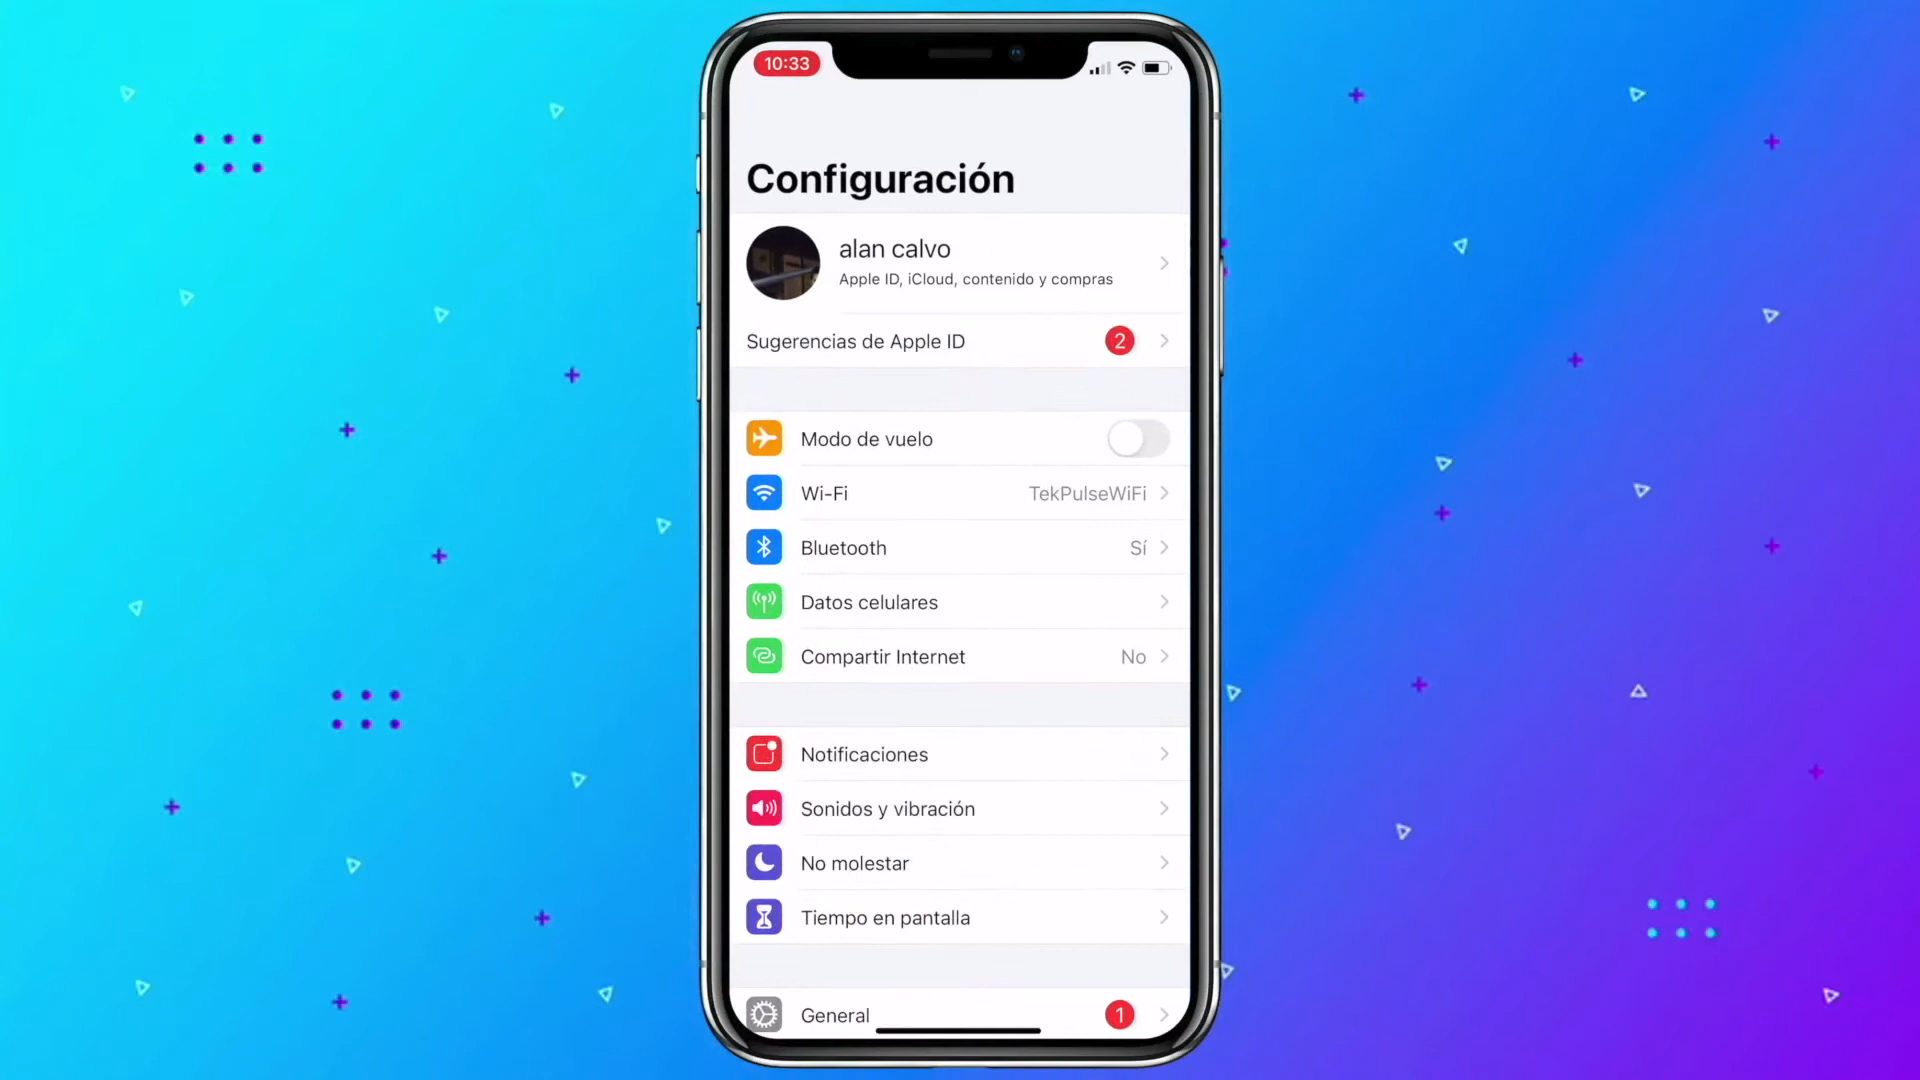 10:33
Configuración
alan calvo
Apple ID, iCloud, contenido y compras
Sugerencias de Apple ID 2
Modo de vuelo
Wi-Fi TekPulseWiFi
Bluetooth Sí
Datos celulares
Compartir Internet No
Notificaciones
Sonidos y vibración
No molestar
Tiempo en pantalla
General 1